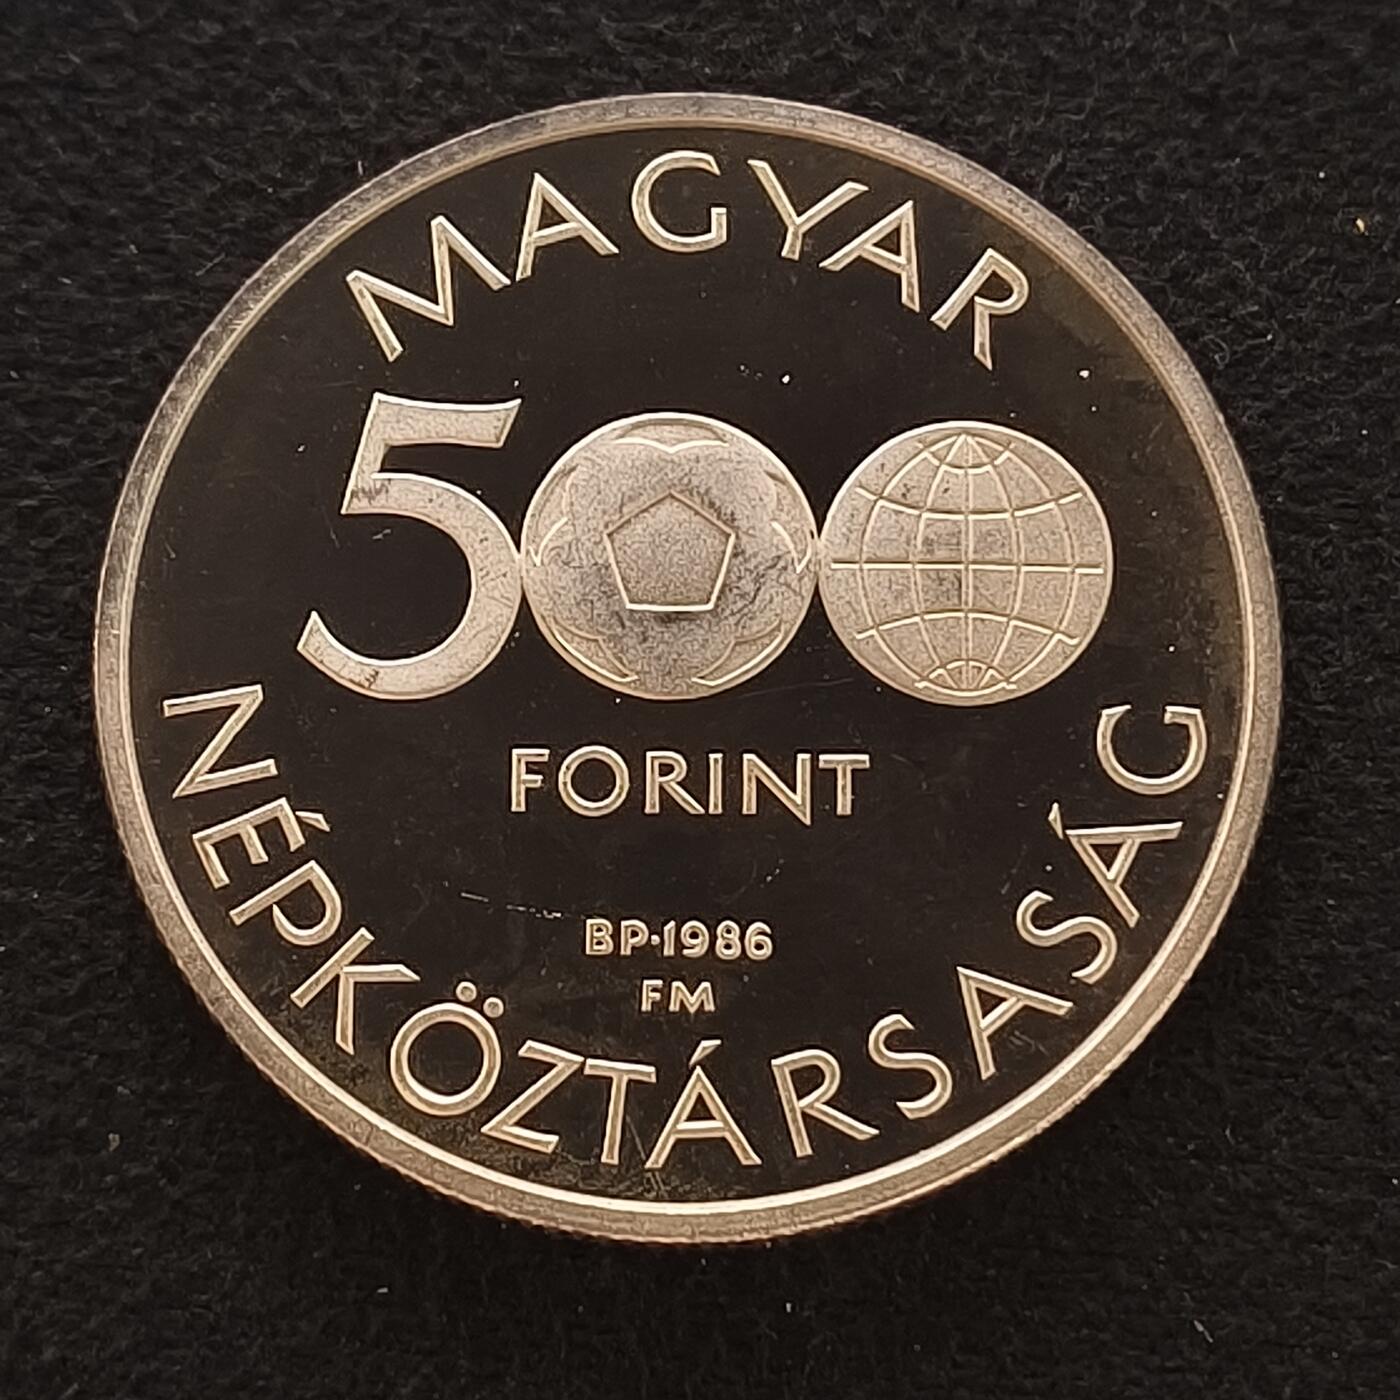 MAGYAR
500
FORINT
BP·1986
FM
NÉPKÖZTÁRSASÁG